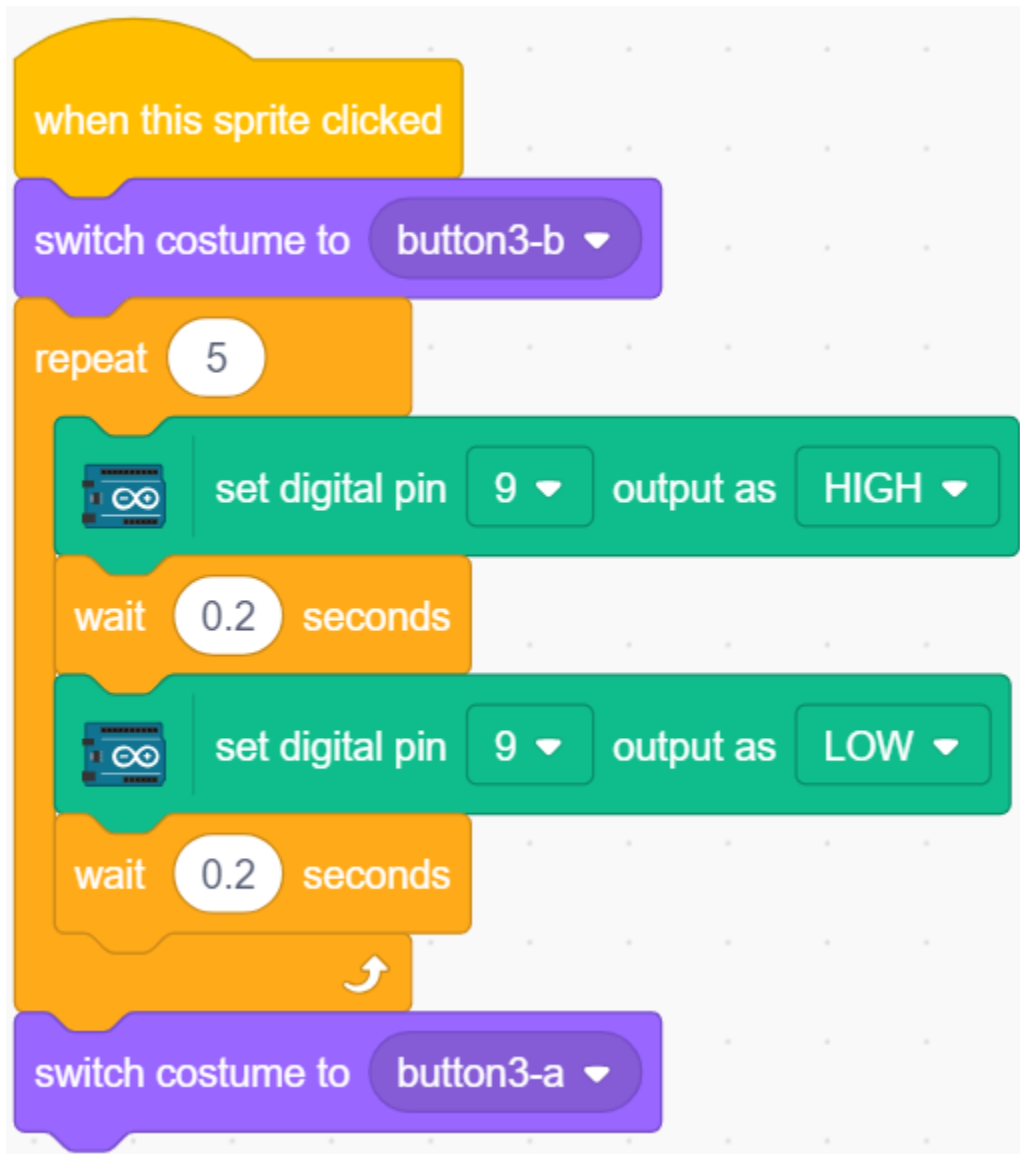 when this sprite clicked
switch costume to button3-b
repeat 5
set digital pin 9 output as HIGH
wait 0.2 seconds
set digital pin 9 output as LOW
wait 0.2 seconds
switch costume to button3-a